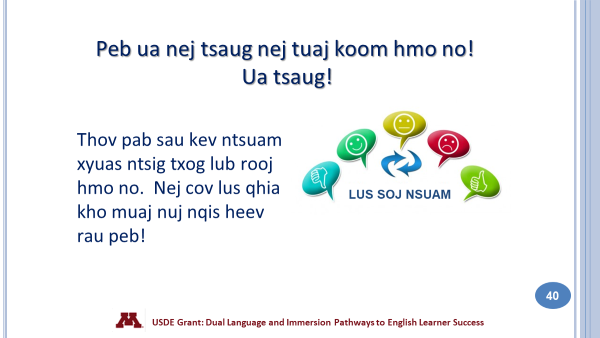 Peb ua nej tsaug nej tuaj koom hmo no!
Ua tsaug!
Thov pab sau kev ntsuam
xyuas ntsig txog lub rooj
hmo no. Nej cov lus qhia
kho muaj nuj nqis heev
rau peb!
LUS SOJ NSUAM
40
M
USDE Grant: Dual Language and Immersion Pathways to English Learner Success